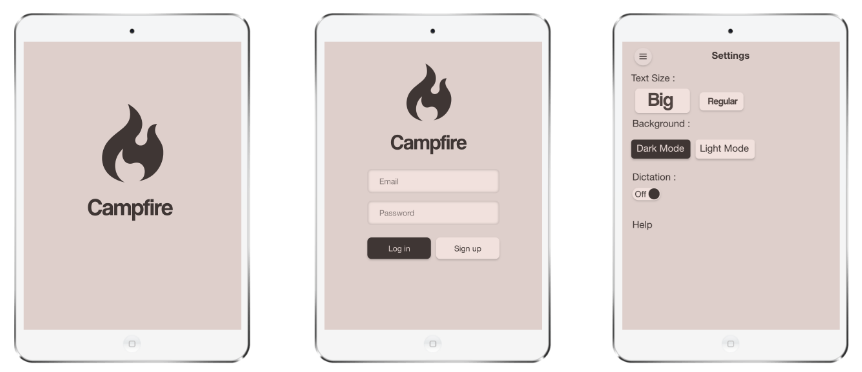 Campfire
Campfire
Email
Password
Log in Sign up
Settings
Text Size :
Big Regular
Background :
Dark Mode Light Mode
Dictation :
Off
Help